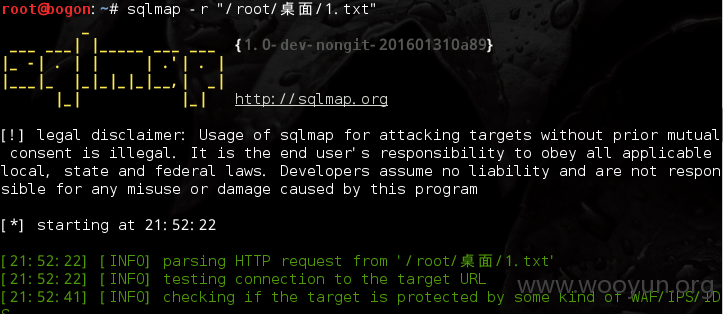 root@bogon:~# sqlmap -r "/root/桌面/1.txt"
{1.0-dev-nongit-201601310a89}
http://sqlmap.org
[!] legal disclaimer: Usage of sqlmap for attacking targets without prior mutual
consent is illegal. It is the end user's responsibility to obey all applicable
local, state and federal laws. Developers assume no liability and are not respon
sible for any misuse or damage caused by this program
[*] starting at 21:52:22
[21:52:22] [INFO] parsing HTTP request from '/root/桌面/1.txt'
[21:52:22] [INFO] testing connection to the target URL
[21:52:41] [INFO] checking if the target is protected by some kind of WAF/IPS/ID
S
www.wooyun.org